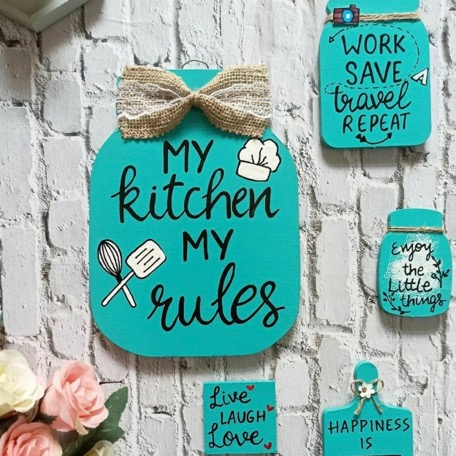 MY
kitchen
MY
rules
WORK
SAVE
travel
REPEAT
Enjoy
the
Little
things
Live
LAUGH
Love
HAPPINESS
IS